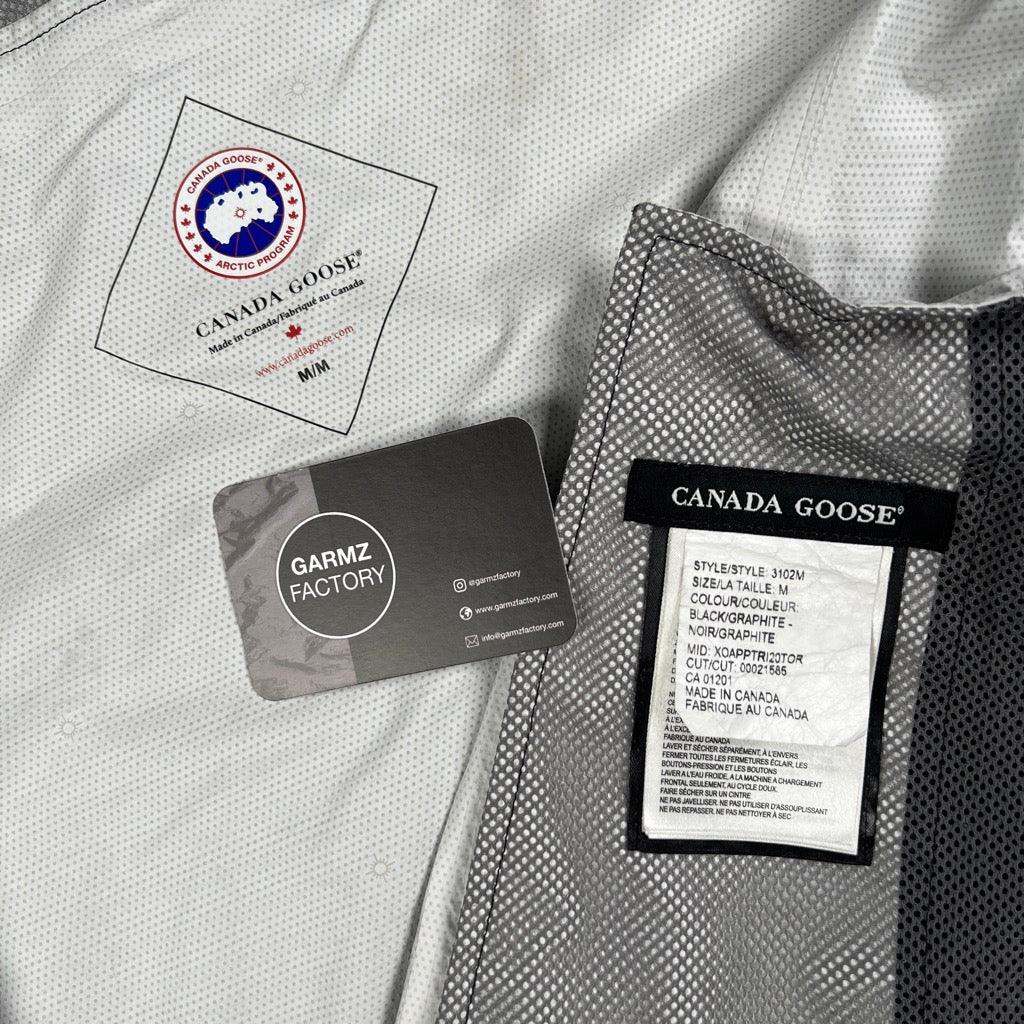 CANADA GOOSE®
ARCTIC PROGRAM
CANADA GOOSE®
Made in Canada/Fabriqué au Canada
www.canadagoose.com
M/M
GARMZ
FACTORY
@garmzfactory
www.garmzfactory.com
info@garmzfactory.com
CANADA GOOSE®
STYLE/STYLE: 3102M
SIZE/LA TAILLE: M
COLOUR/COULEUR:
BLACK/GRAPHITE -
NOIR/GRAPHITE
MID: XOAPPTRI20TOR
CUT/CUT: 00021585
CA 01201
MADE IN CANADA
FABRIQUE AU CANADA
FABRIQUÉ AU CANADA
LAVER ET SÉCHER SÉPARÉMENT, À L'ENVERS
FERMER TOUTES LES FERMETURES ÉCLAIR, LES
BOUTONS-PRESSION ET LES BOUTONS
LAVER A L'EAU FROIDE, A LA MACHINE A CHARGEMENT
FRONTAL SEULEMENT, AU CYCLE DOUX.
FAIRE SÉCHER SUR UN CINTRE
NE PAS JAVELLISER. NE PAS UTILISER D'ASSOUPLISSANT
NE PAS REPASSER. NE PAS NETTOYER À SEC